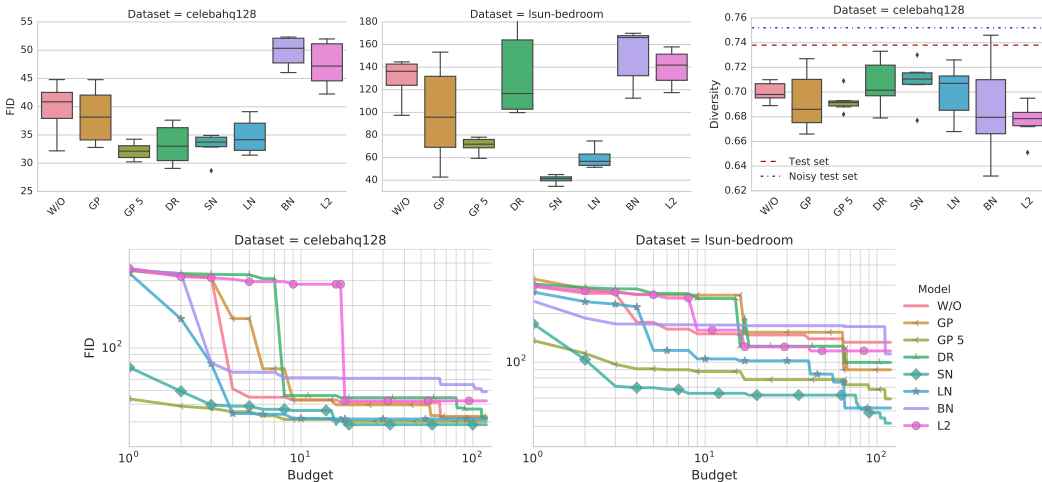 Dataset = celebahq128
FID
55
50
45
40
35
30
25
W/O
GP
GP 5
DR
SN
LN
BN
L2
Dataset = lsun-bedroom
180
160
140
120
100
80
60
40
W/O
GP
GP 5
DR
SN
LN
BN
L2
Dataset = celebahq128
Diversity
0.76
0.74
0.72
0.70
0.68
0.66
0.64
0.62
Test set
Noisy test set
W/O
GP
GP 5
DR
SN
LN
BN
L2
Dataset = celebahq128
FID
10²
10⁰
10¹
10²
Budget
Dataset = lsun-bedroom
10²
10⁰
10¹
10²
Budget
Model
W/O
GP
GP 5
DR
SN
LN
BN
L2